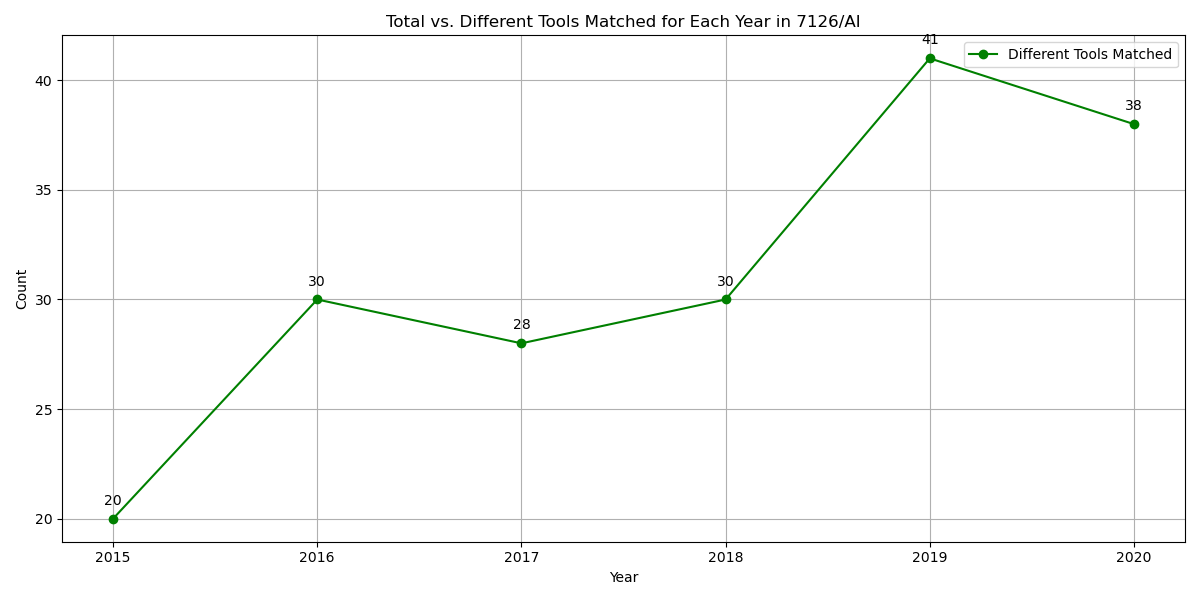 Total vs. Different Tools Matched for Each Year in 7126/AI
Different Tools Matched
41
38
30
30
28
20
40
35
30
25
20
Count
2015 2016 2017 2018 2019 2020
Year